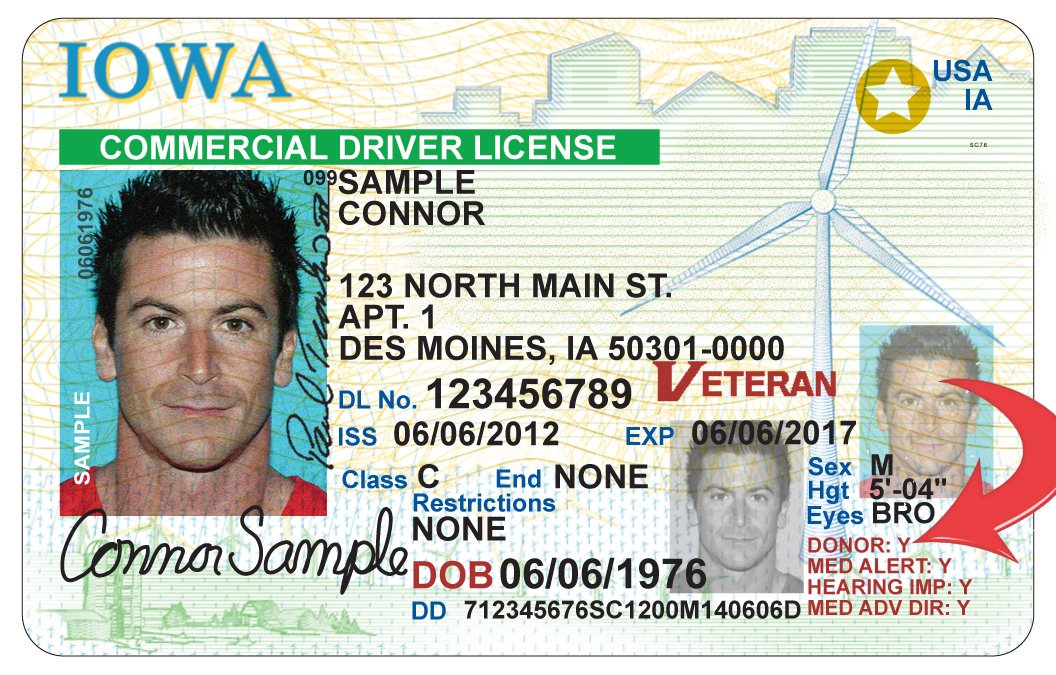 IOWA
USA
IA
SC76
COMMERCIAL DRIVER LICENSE
099
SAMPLE
CONNOR
06061976
123 NORTH MAIN ST.
APT. 1
DES MOINES, IA 50301-0000
DL No. 123456789
VETERAN
SAMPLE
ISS 06/06/2012 EXP 06/06/2017
Class C End NONE
Sex M
Hgt 5'-04"
Eyes BRO
Restrictions
NONE
Connor Sample
DONOR: Y
MED ALERT: Y
HEARING IMP: Y
MED ADV DIR: Y
DOB 06/06/1976
DD 712345676SC1200M140606D